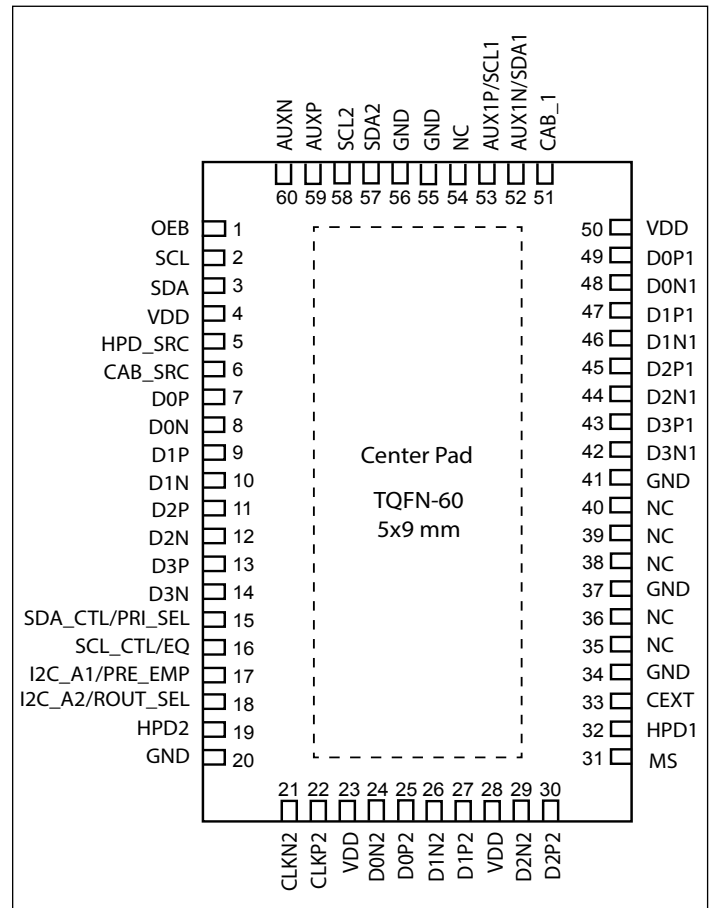 AUXN
AUXP
SCL2
SDA2
GND
GND
NC
AUX1P/SCL1
AUX1N/SDA1
CAB_1
60 59 58 57 56 55 54 53 52 51
OEB 1
SCL 2
SDA 3
VDD 4
HPD_SRC 5
CAB_SRC 6
D0P 7
D0N 8
D1P 9
D1N 10
D2P 11
D2N 12
D3P 13
D3N 14
SDA_CTL/PRI_SEL 15
SCL_CTL/EQ 16
I2C_A1/PRE_EMP 17
I2C_A2/ROUT_SEL 18
HPD2 19
GND 20
Center Pad
TQFN-60
5x9 mm
50 VDD
49 D0P1
48 D0N1
47 D1P1
46 D1N1
45 D2P1
44 D2N1
43 D3P1
42 D3N1
41 GND
40 NC
39 NC
38 NC
37 GND
36 NC
35 NC
34 GND
33 CEXT
32 HPD1
31 MS
21 22 23 24 25 26 27 28 29 30
CLKN2
CLKP2
VDD
D0N2
D0P2
D1N2
D1P2
VDD
D2N2
D2P2